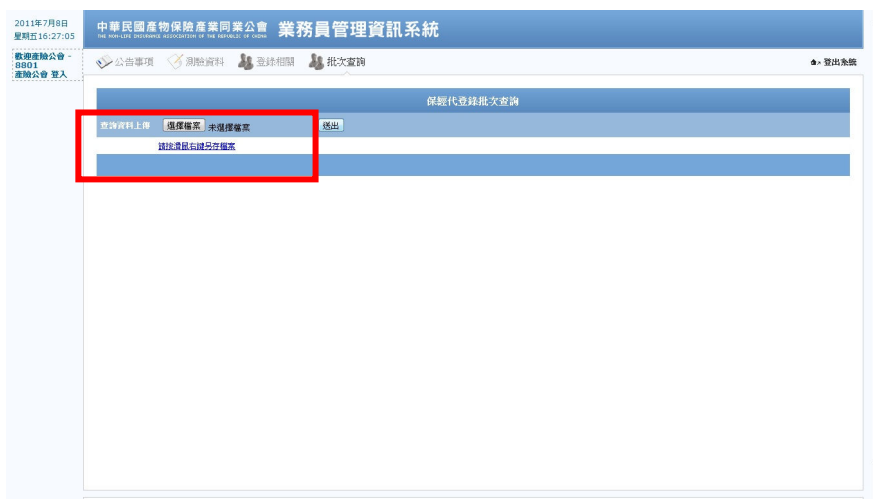 2011年7月8日
星期五16:27:05
中華民國產物保險產業同業公會 業務員管理資訊系統
THE NON-LIFE INSURANCE ASSOCIATION OF THE REPUBLIC OF CHINA
歡迎產險公會 -
8801
產險公會 登入
公告事項 測驗資料 登錄相關 批次查詢
登出系統
保經代登錄批次查詢
查詢資料上傳 選擇檔案 未選擇檔案 送出
請按滑鼠右鍵另存檔案